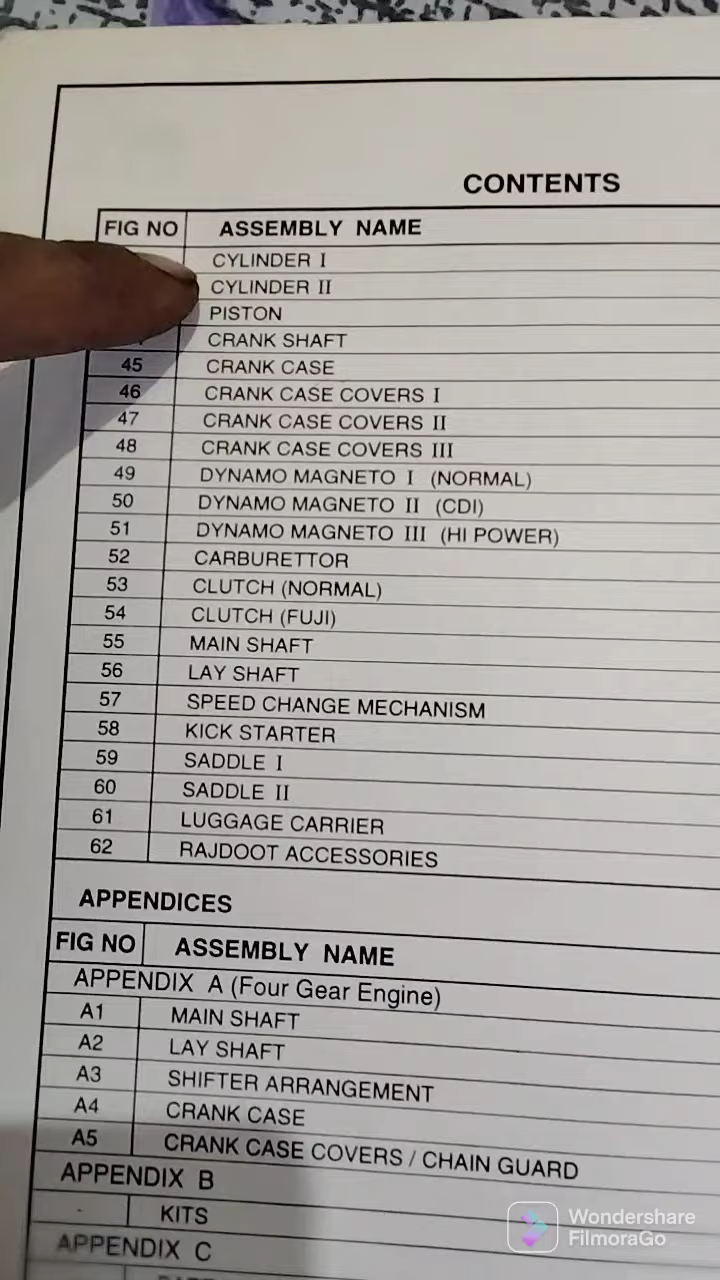 CONTENTS
FIG NO ASSEMBLY NAME
CYLINDER I
CYLINDER II
PISTON
CRANK SHAFT
45 CRANK CASE
46 CRANK CASE COVERS I
47 CRANK CASE COVERS II
48 CRANK CASE COVERS III
49 DYNAMO MAGNETO I (NORMAL)
50 DYNAMO MAGNETO II (CDI)
51 DYNAMO MAGNETO III (HI POWER)
52 CARBURETTOR
53 CLUTCH (NORMAL)
54 CLUTCH (FUJI)
55 MAIN SHAFT
56 LAY SHAFT
57 SPEED CHANGE MECHANISM
58 KICK STARTER
59 SADDLE I
60 SADDLE II
61 LUGGAGE CARRIER
62 RAJDOOT ACCESSORIES
APPENDICES
FIG NO ASSEMBLY NAME
APPENDIX A (Four Gear Engine)
A1 MAIN SHAFT
A2 LAY SHAFT
A3 SHIFTER ARRANGEMENT
A4 CRANK CASE
A5 CRANK CASE COVERS / CHAIN GUARD
APPENDIX B
- KITS
APPENDIX C
Wondershare
FilmoraGo